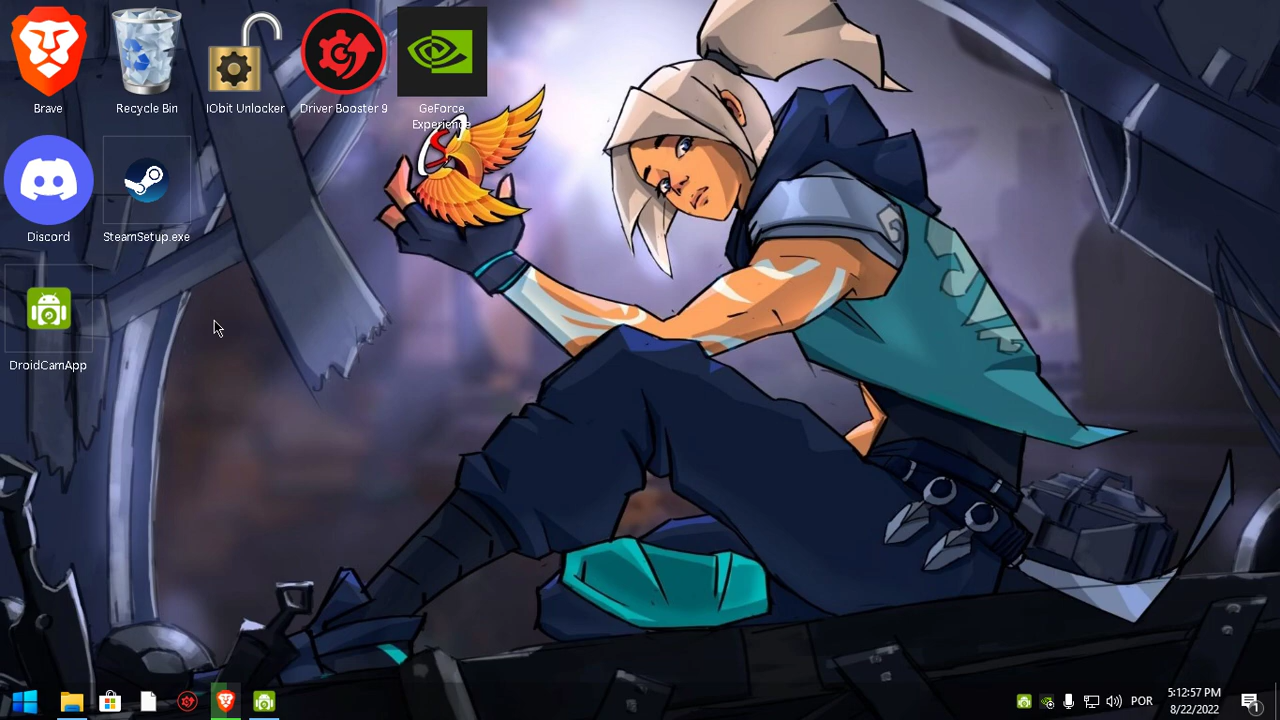 Brave
Recycle Bin
IObit Unlocker
Driver Booster 9
GeForce
Experience
Discord
SteamSetup.exe
DroidCamApp
POR
5:12:57 PM
8/22/2022
1